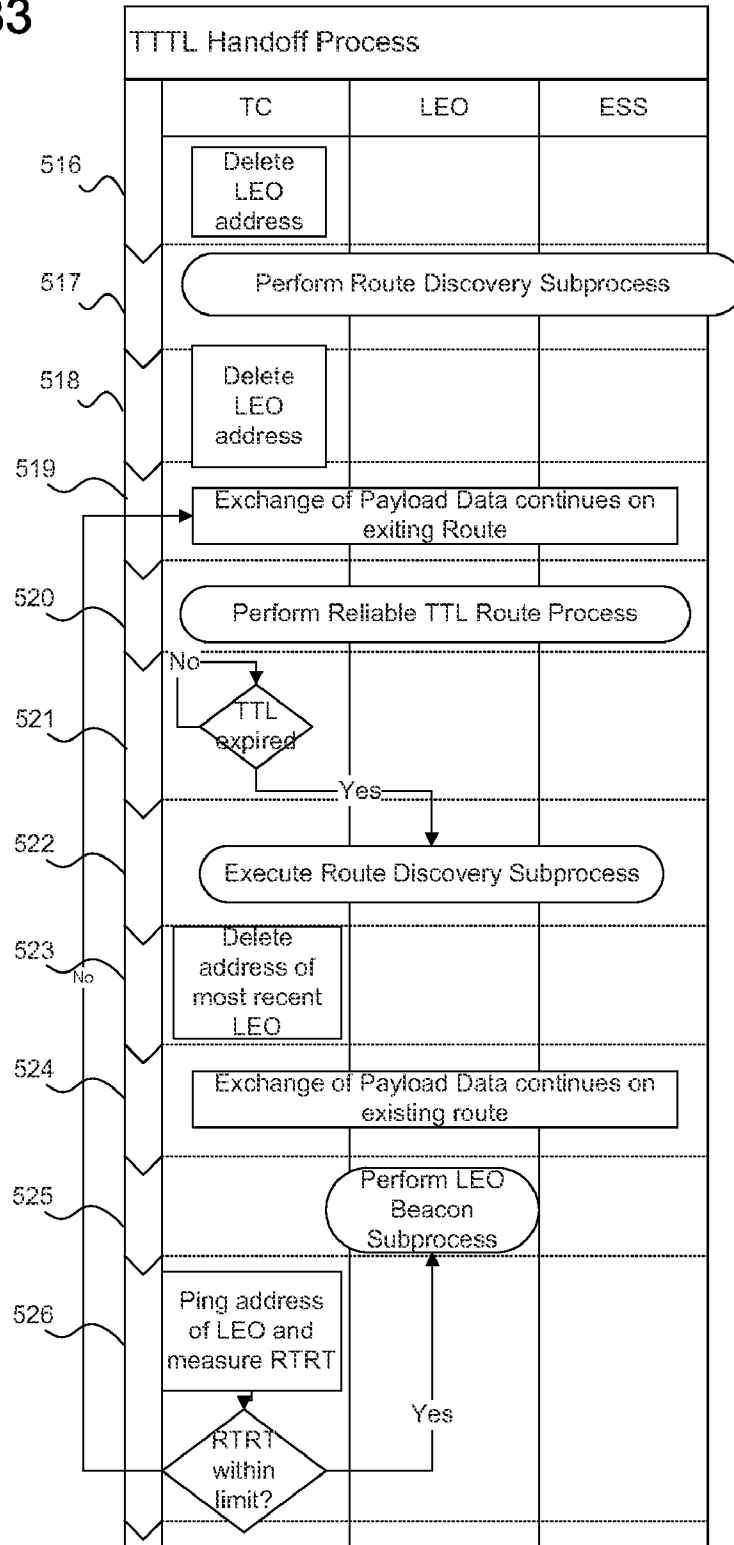 33
TTTL Handoff Process
TC
LEO
ESS
516
Delete
LEO
address
517
Perform Route Discovery Subprocess
518
Delete
LEO
address
519
Exchange of Payload Data continues on
exiting Route
520
Perform Reliable TTL Route Process
No
521
TTL
expired
Yes
522
Execute Route Discovery Subprocess
523
Delete
address of
most recent
LEO
No
524
Exchange of Payload Data continues on
existing route
525
Perform LEO
Beacon
Subprocess
526
Ping address
of LEO and
measure RTRT
Yes
RTRT
within
limit?